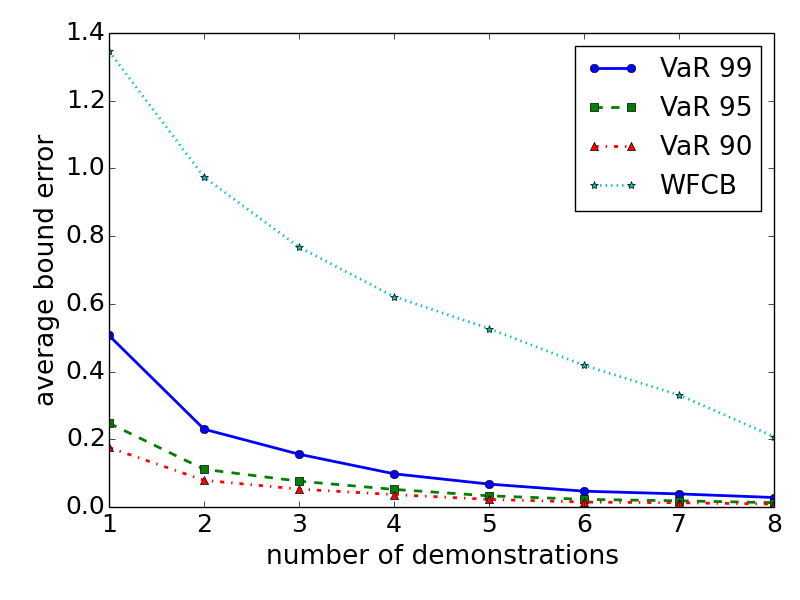 average bound error
1.4
1.2
1.0
0.8
0.6
0.4
0.2
0.0
VaR 99
VaR 95
VaR 90
WFCB
1 2 3 4 5 6 7 8
number of demonstrations